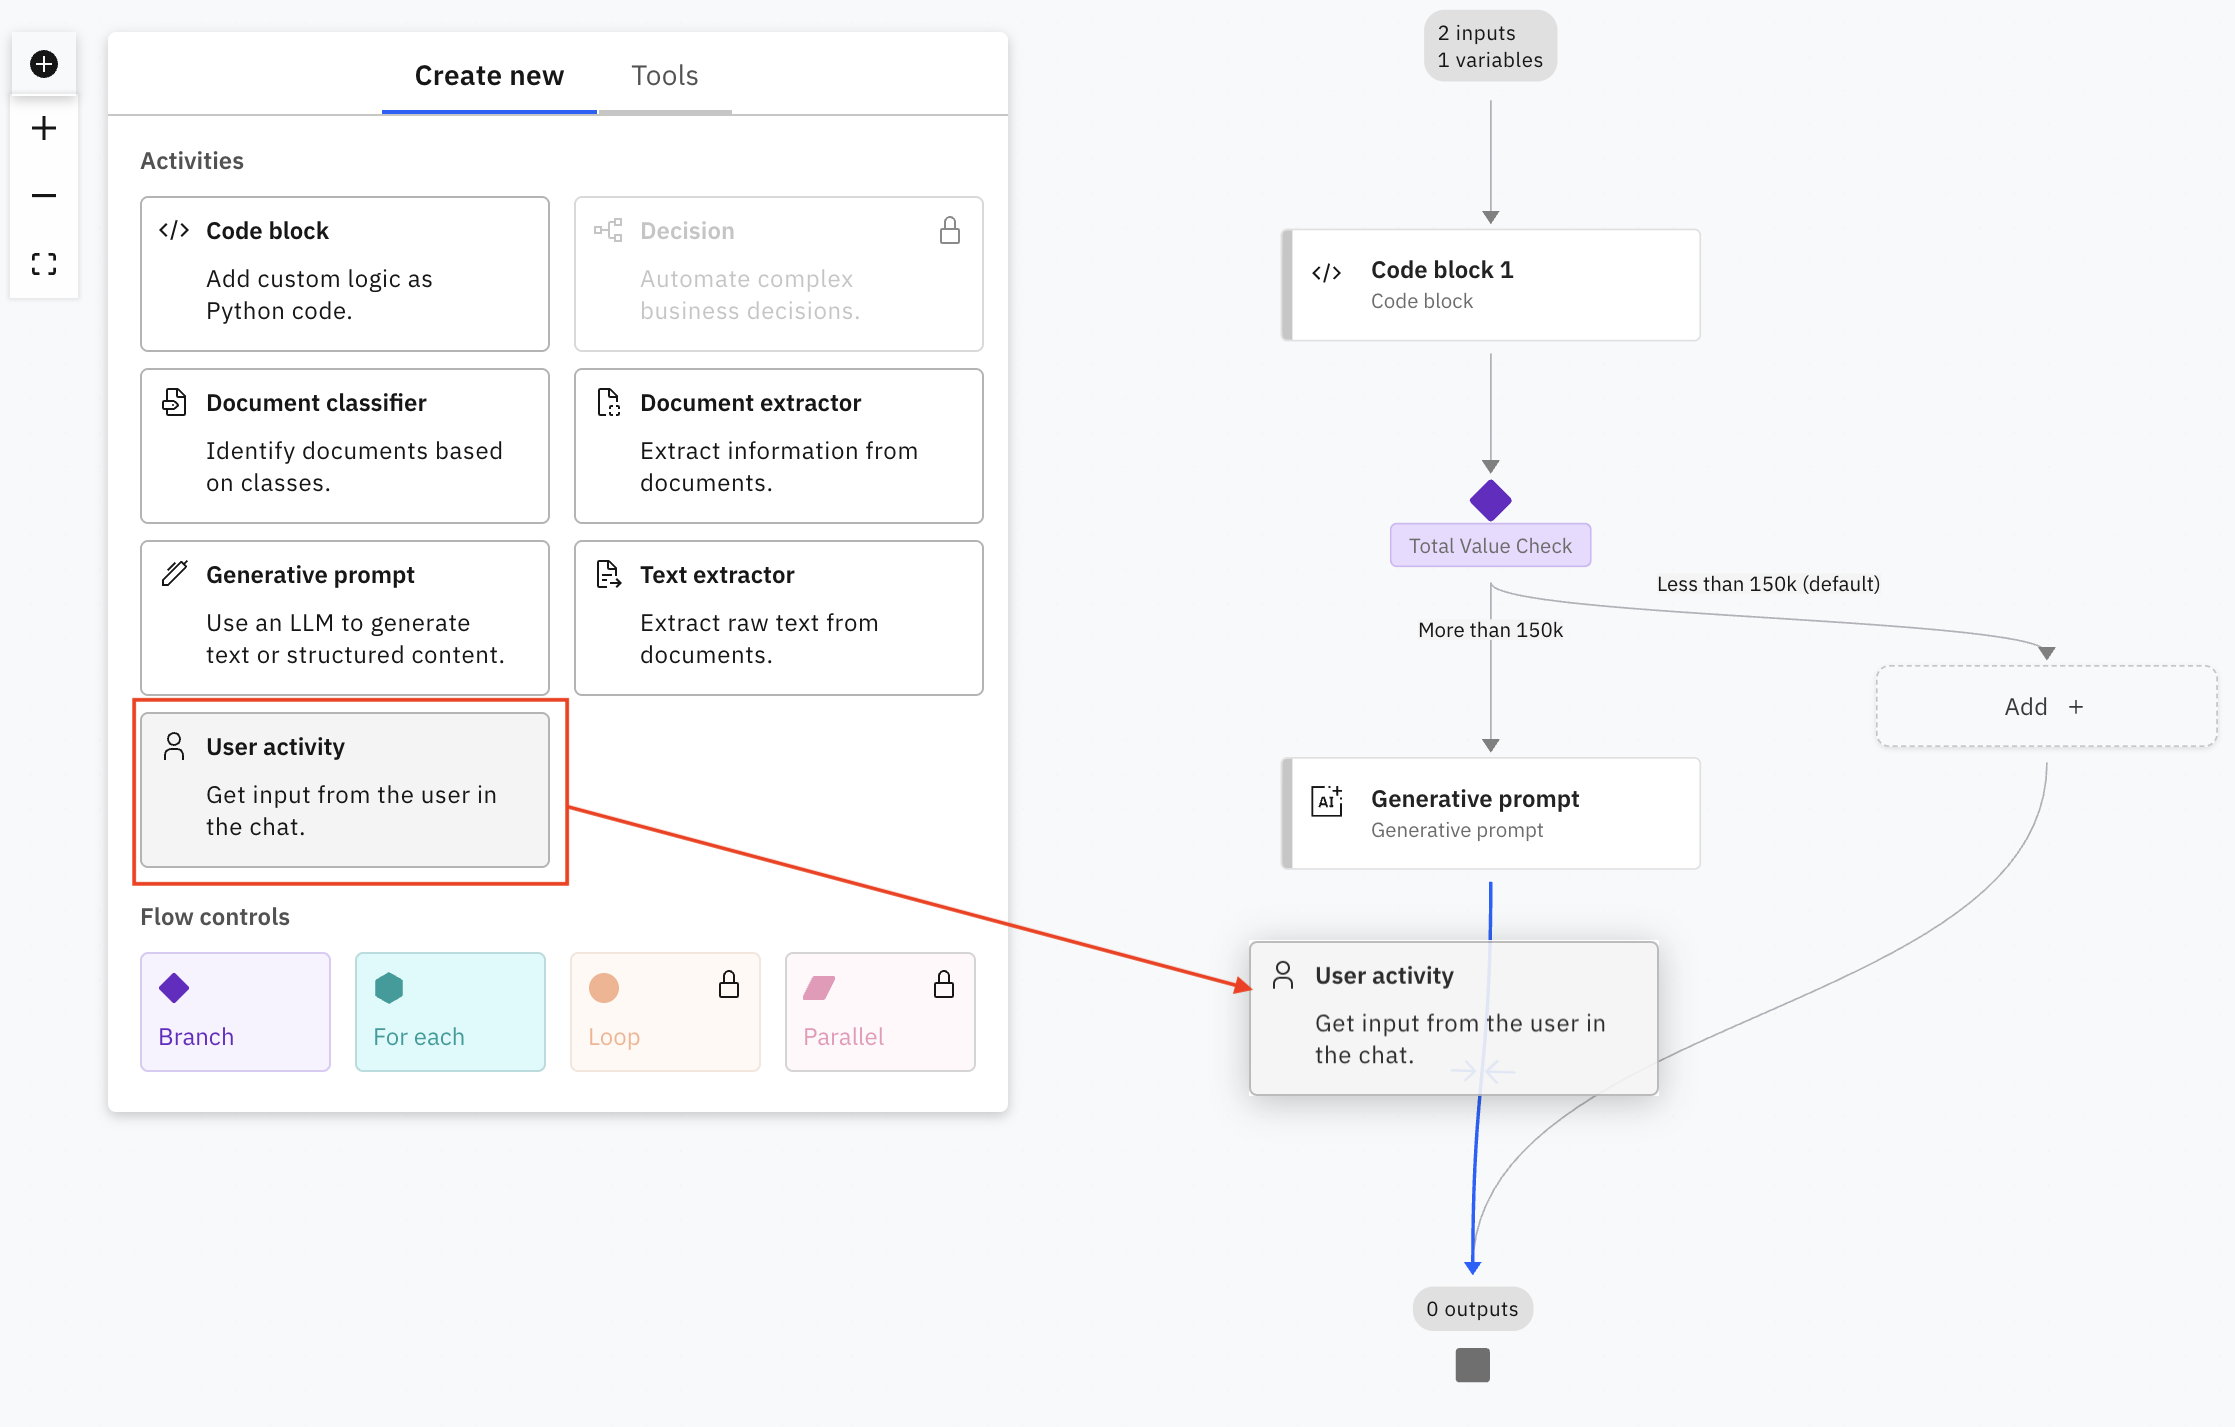 Create new
Tools
Activities
Code block
Add custom logic as
Python code.
Decision
Automate complex
business decisions.
Document classifier
Identify documents based
on classes.
Document extractor
Extract information from
documents.
Generative prompt
Use an LLM to generate
text or structured content.
Text extractor
Extract raw text from
documents.
User activity
Get input from the user in
the chat.
Flow controls
Branch
For each
Loop
Parallel
2 inputs
1 variables
Code block 1
Code block
Total Value Check
Less than 150k (default)
More than 150k
Add +
Generative prompt
Generative prompt
AI
User activity
Get input from the user in
the chat.
0 outputs